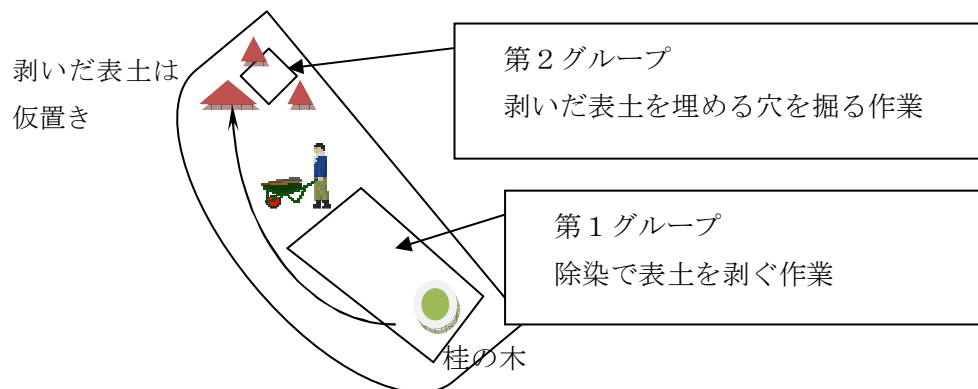 剥いだ表土は
仮置き
第２グループ
剥いだ表土を埋める穴を掘る作業
第１グループ
除染で表土を剥ぐ作業
桂の木